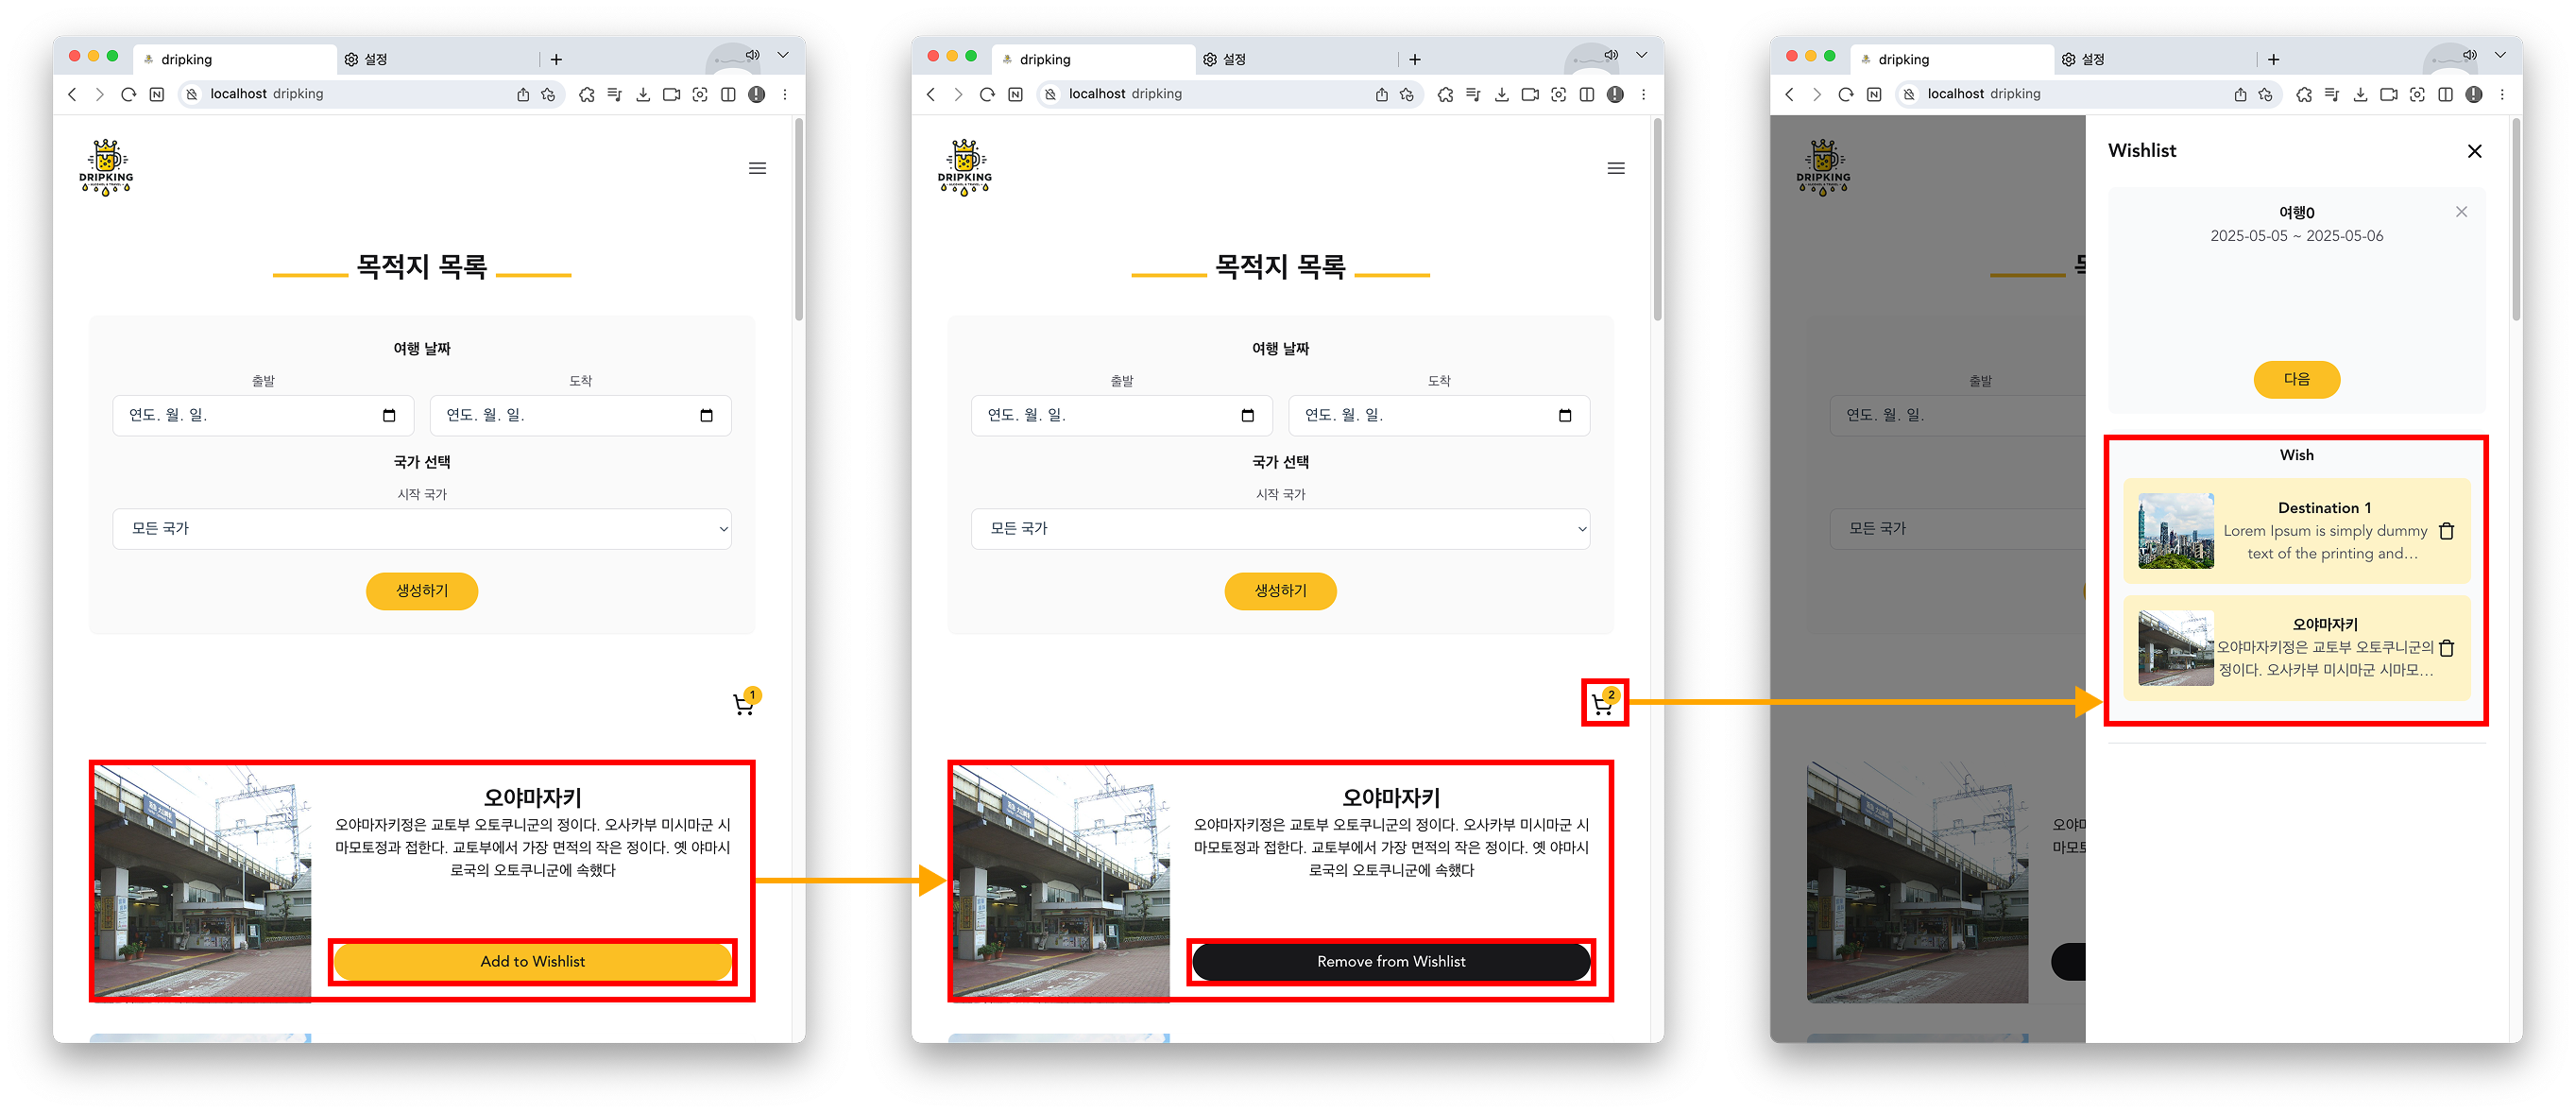 dripking
설정
localhost dripking
DRIPKING
ALCOHOL & TRAVEL
목적지 목록
여행 날짜
출발
도착
연도. 월. 일.
연도. 월. 일.
국가 선택
시작 국가
모든 국가
생성하기
1
오야마자키
오야마자키정은 교토부 오토쿠니군의 정이다. 오사카부 미시마군 시
마모토정과 접한다. 교토부에서 가장 면적의 작은 정이다. 옛 야마시
로국의 오토쿠니군에 속했다
Add to Wishlist
dripking
설정
localhost dripking
DRIPKING
ALCOHOL & TRAVEL
목적지 목록
여행 날짜
출발
도착
연도. 월. 일.
연도. 월. 일.
국가 선택
시작 국가
모든 국가
생성하기
2
오야마자키
오야마자키정은 교토부 오토쿠니군의 정이다. 오사카부 미시마군 시
마모토정과 접한다. 교토부에서 가장 면적의 작은 정이다. 옛 야마시
로국의 오토쿠니군에 속했다
Remove from Wishlist
dripking
설정
localhost dripking
DRIPKING
출발
연도. 월. 일.
모든 국가
오야마
마모토
Wishlist
여행0
2025-05-05 ~ 2025-05-06
다음
Wish
Destination 1
Lorem Ipsum is simply dummy
text of the printing and...
오야마자키
오야마자키정은 교토부 오토쿠니군의
정이다. 오사카부 미시마군 시마모...